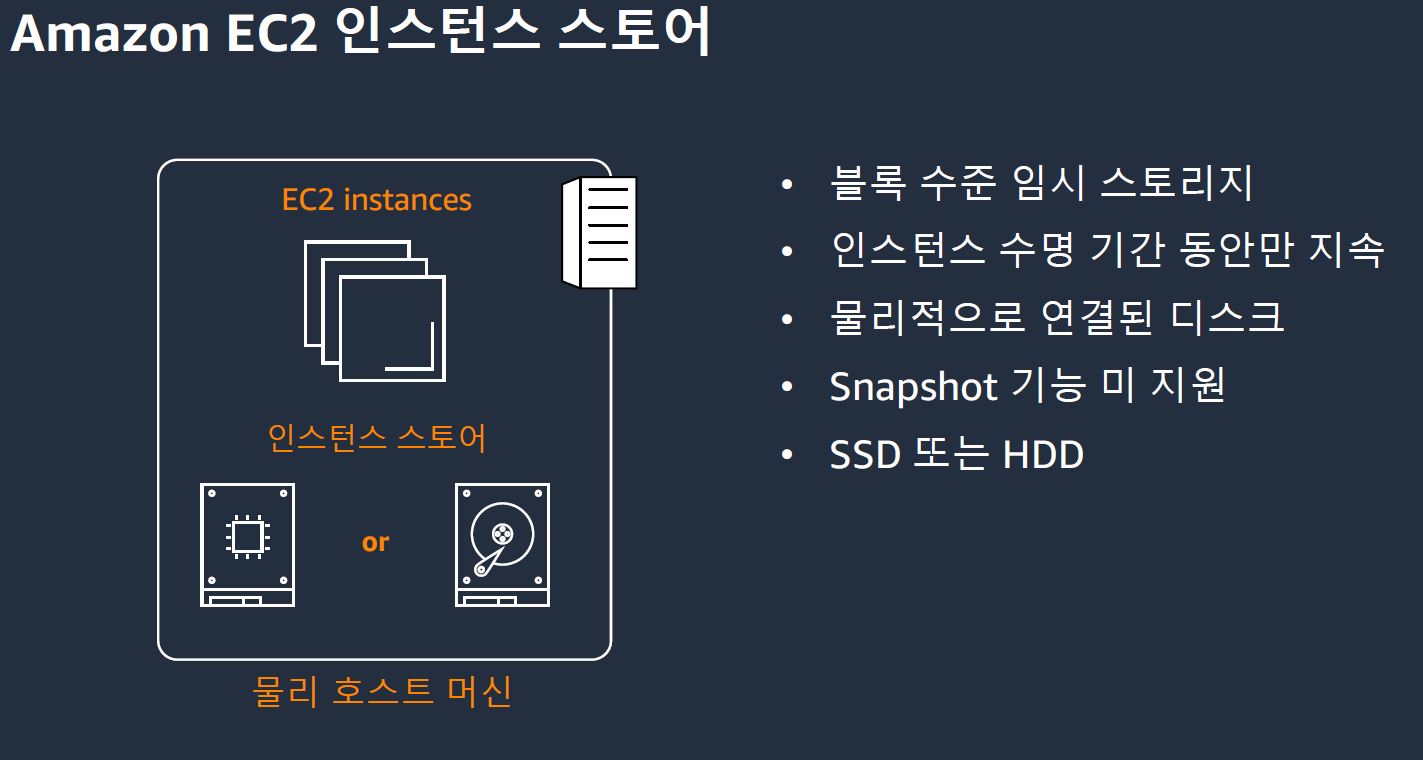 Amazon EC2 인스턴스 스토어
EC2 instances
인스턴스 스토어
or
물리 호스트 머신
• 블록 수준 임시 스토리지
• 인스턴스 수명 기간 동안만 지속
• 물리적으로 연결된 디스크
• Snapshot 기능 미 지원
• SSD 또는 HDD